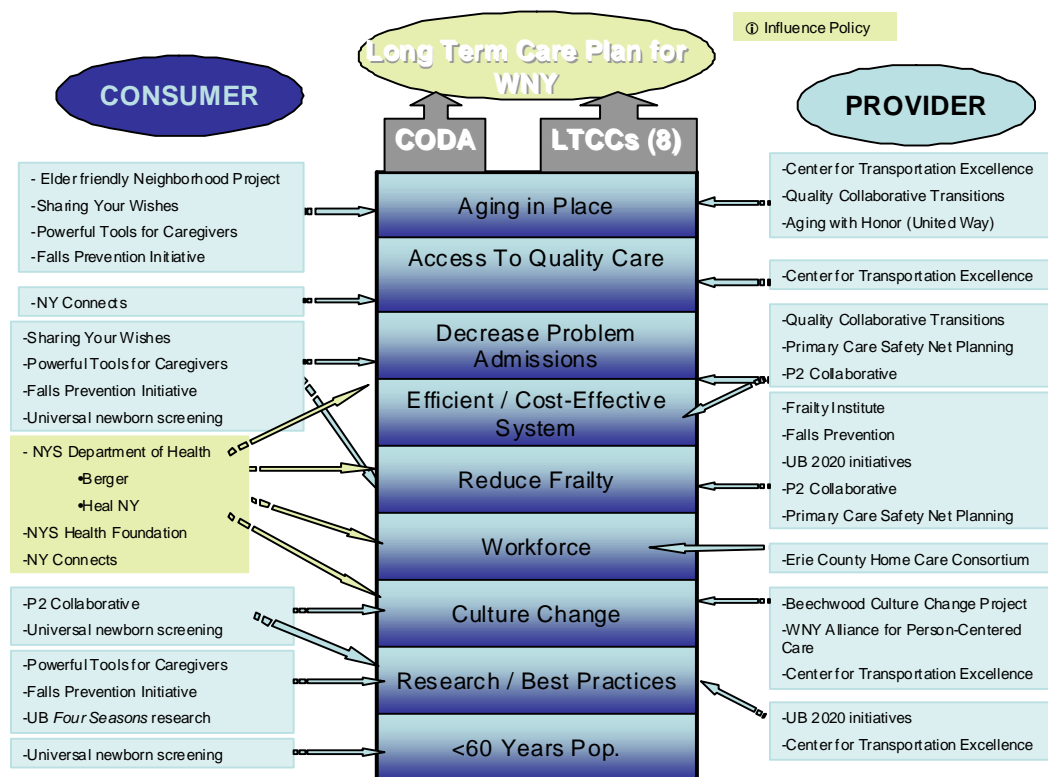 ⓘ Influence Policy
Long Term Care Plan for
WNY
CONSUMER
PROVIDER
CODA
LTCCs (8)
- Elder friendly Neighborhood Project
-Sharing Your Wishes
-Powerful Tools for Caregivers
-Falls Prevention Initiative
-NY Connects
-Sharing Your Wishes
-Powerful Tools for Caregivers
-Falls Prevention Initiative
-Universal newborn screening
- NYS Department of Health
•Berger
•Heal NY
-NYS Health Foundation
-NY Connects
-P2 Collaborative
-Universal newborn screening
-Powerful Tools for Caregivers
-Falls Prevention Initiative
-UB Four Seasons research
-Universal newborn screening
Aging in Place
Access To Quality Care
Decrease Problem
Admissions
Efficient / Cost-Effective
System
Reduce Frailty
Workforce
Culture Change
Research / Best Practices
<60 Years Pop.
-Center for Transportation Excellence
-Quality Collaborative Transitions
-Aging with Honor (United Way)
-Center for Transportation Excellence
-Quality Collaborative Transitions
-Primary Care Safety Net Planning
-P2 Collaborative
-Frailty Institute
-Falls Prevention
-UB 2020 initiatives
-P2 Collaborative
-Primary Care Safety Net Planning
-Erie County Home Care Consortium
-Beechwood Culture Change Project
-WNY Alliance for Person-Centered
Care
-Center for Transportation Excellence
-UB 2020 initiatives
-Center for Transportation Excellence